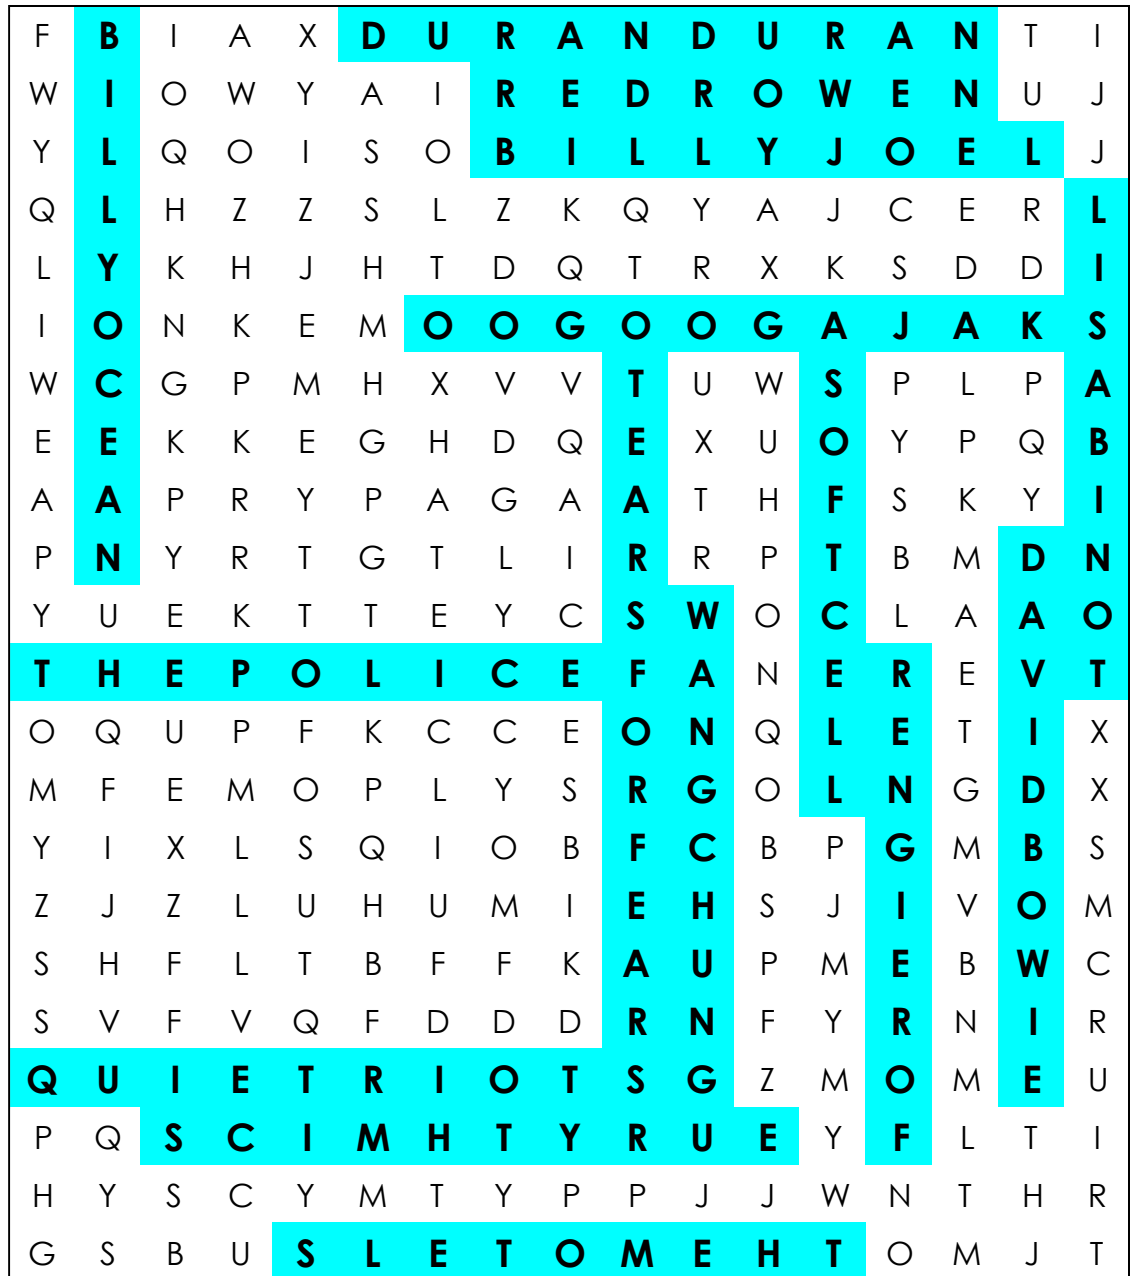 F B I A X D U R A N D U R A N T I
W I O W Y A I R E D R O W E N U J
Y L Q O I S O B I L L Y J O E L J
Q L H Z Z S L Z K Q Y A J C E R L
L Y K H J H T D Q T R X K S D D I
I O N K E M O O G O O G A J A K S
W C G P M H X V V T U W S P L P A
E E K K E G H D Q E X U O Y P Q B
A A P R Y P A G A A T H F S K Y I
P N Y R T G T L I R R P T B M D N
Y U E K T T E Y C S W O C L A A O
T H E P O L I C E F A N E R E V T
O Q U P F K C C E O N Q L E T I X
M F E M O P L Y S R G O L N G D X
Y I X L S Q I O B F C B P G M B S
Z J Z L U H U M I E H S J I V O M
S H F L T B F F K A U P M E B W C
S V F V Q F D D D R N F Y R N I R
Q U I E T R I O T S G Z M O M E U
P Q S C I M H T Y R U E Y F L T I
H Y S C Y M T Y P P J J W N T H R
G S B U S L E T O M E H T O M J T